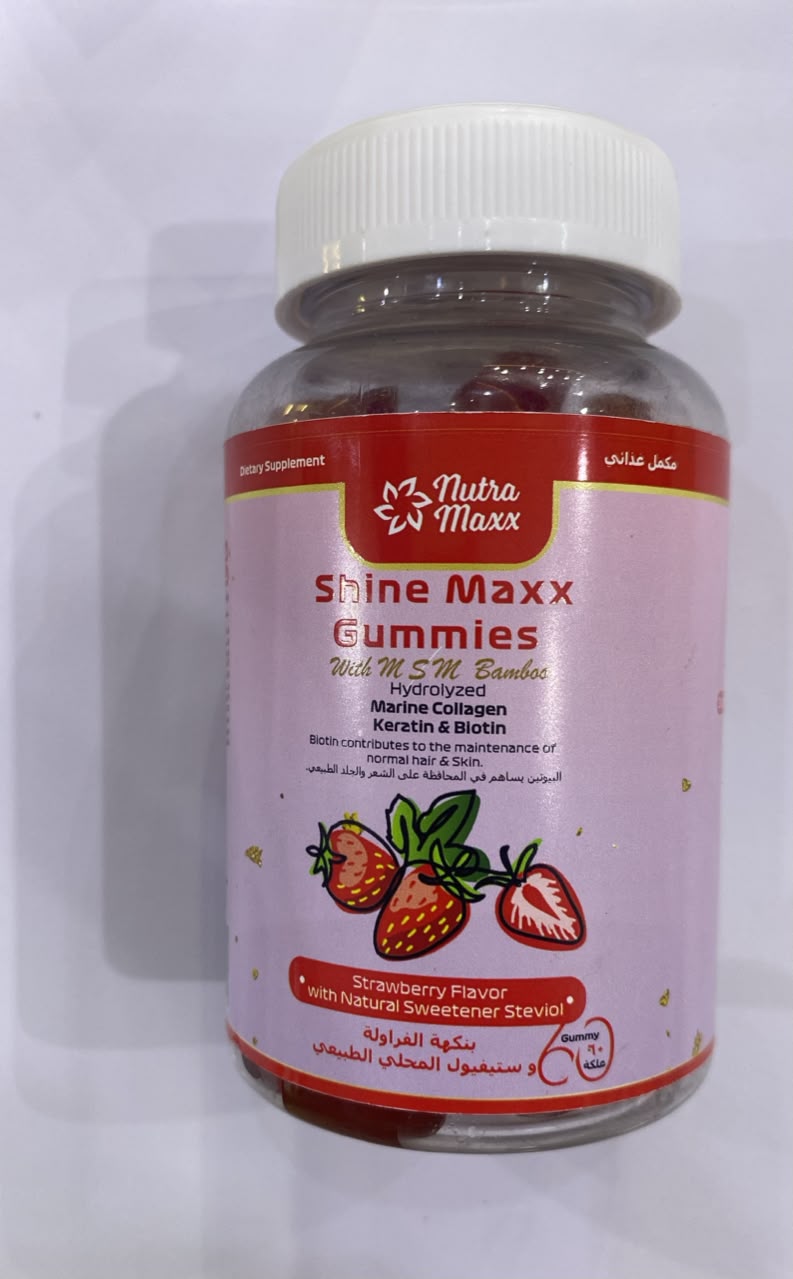 Dietary Supplement
مكمل غذائي
Nutra
Maxx
Shine Maxx
Gummies
With M S M Bamboo
Hydrolyzed
Marine Collagen
Keratin & Biotin
Biotin contributes to the maintenance of
normal hair & Skin.
البيوتين يساهم في المحافظة على الشعر والجلد الطبيعي.
Strawberry Flavor
with Natural Sweetener Steviol
بنكهة الفراولة
و ستيفيول المحلي الطبيعي
60
Gummy
٦٠
علكة